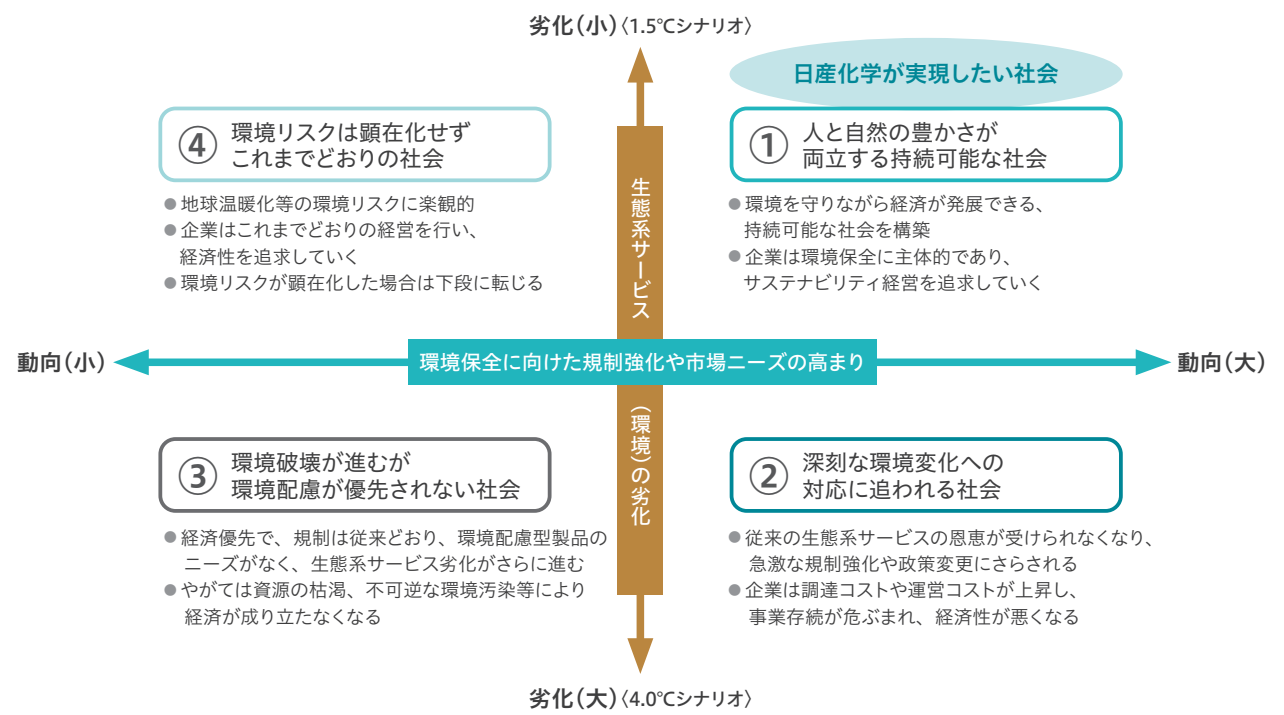 劣化（小）〈1.5℃シナリオ〉
日産化学が実現したい社会
④ 環境リスクは顕在化せず
これまでどおりの社会
● 地球温暖化等の環境リスクに楽観的
● 企業はこれまでどおりの経営を行い、
経済性を追求していく
● 環境リスクが顕在化した場合は下段に転じる
① 人と自然の豊かさが
両立する持続可能な社会
● 環境を守りながら経済が発展できる、
持続可能な社会を構築
● 企業は環境保全に主体的であり、
サステナビリティ経営を追求していく
生態系サービス
動向（小）
環境保全に向けた規制強化や市場ニーズの高まり
動向（大）
（環境）の劣化
③ 環境破壊が進むが
環境配慮が優先されない社会
● 経済優先で、規制は従来どおり、環境配慮型製品の
ニーズがなく、生態系サービス劣化がさらに進む
● やがては資源の枯渇、不可逆な環境汚染等により
経済が成り立たなくなる
② 深刻な環境変化への
対応に追われる社会
● 従来の生態系サービスの恩恵が受けられなくなり、
急激な規制強化や政策変更にさらされる
● 企業は調達コストや運営コストが上昇し、
事業存続が危ぶまれ、経済性が悪くなる
劣化（大）〈4.0℃シナリオ〉